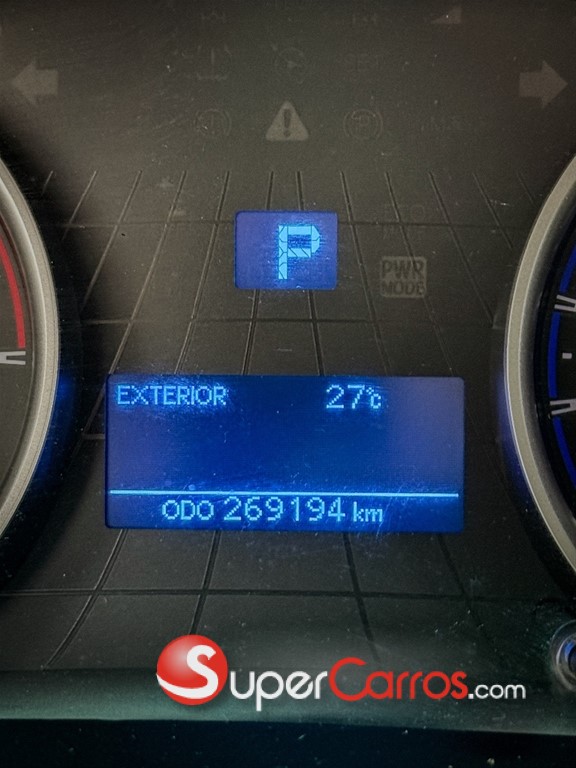 P
PWR
MODE
EXTERIOR 27°C
ODO 269194 km
SuperCarros.com